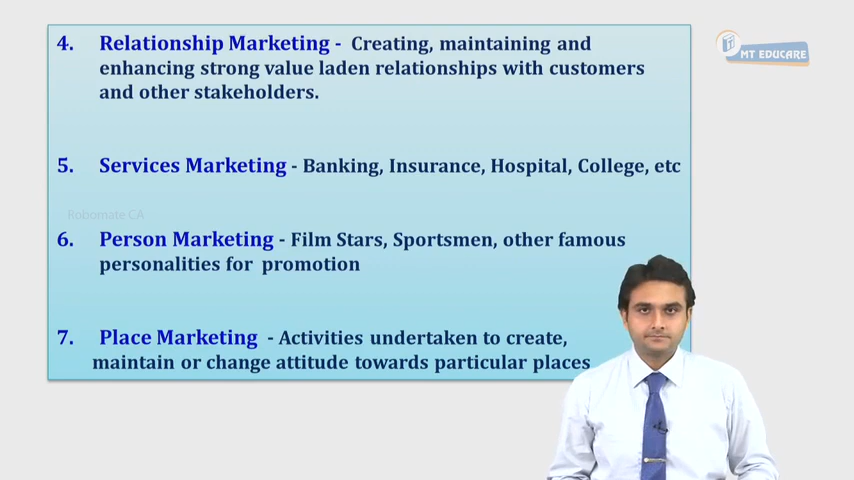 4. Relationship Marketing - Creating, maintaining and
enhancing strong value laden relationships with customers
and other stakeholders.
5. Services Marketing - Banking, Insurance, Hospital, College, etc
Robomate CA
6. Person Marketing - Film Stars, Sportsmen, other famous
personalities for promotion
7. Place Marketing - Activities undertaken to create,
maintain or change attitude towards particular places
MT EDUCARE